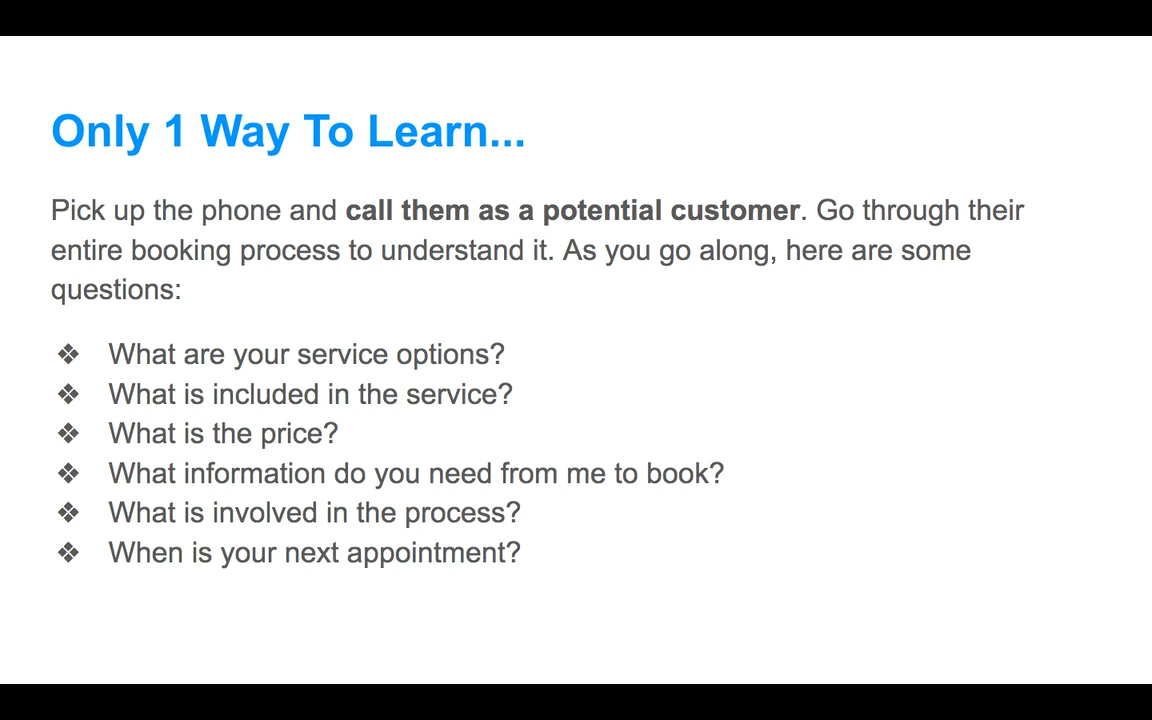 Only 1 Way To Learn...
Pick up the phone and call them as a potential customer. Go through their
entire booking process to understand it. As you go along, here are some
questions:
❖ What are your service options?
❖ What is included in the service?
❖ What is the price?
❖ What information do you need from me to book?
❖ What is involved in the process?
❖ When is your next appointment?